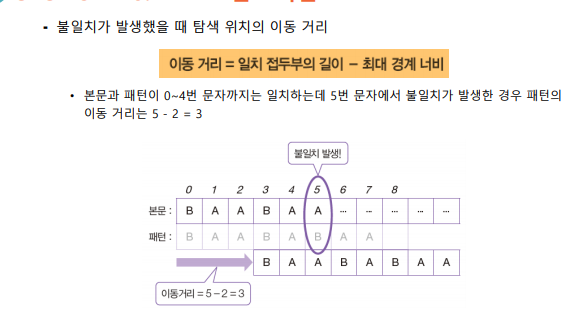 - 불일치가 발생했을 때 탐색 위치의 이동 거리
이동 거리 = 일치 접두부의 길이 – 최대 경계 너비
• 본문과 패턴이 0~4번 문자까지는 일치하는데 5번 문자에서 불일치가 발생한 경우 패턴의
이동 거리는 5 - 2 = 3
불일치 발생!
0 1 2 3 4 5 6 7 8
본문 : B A A B A A ... ... ... ... ... ...
패턴 : B A A B A B A A
B A A B A B A A
이동거리 = 5 – 2 = 3